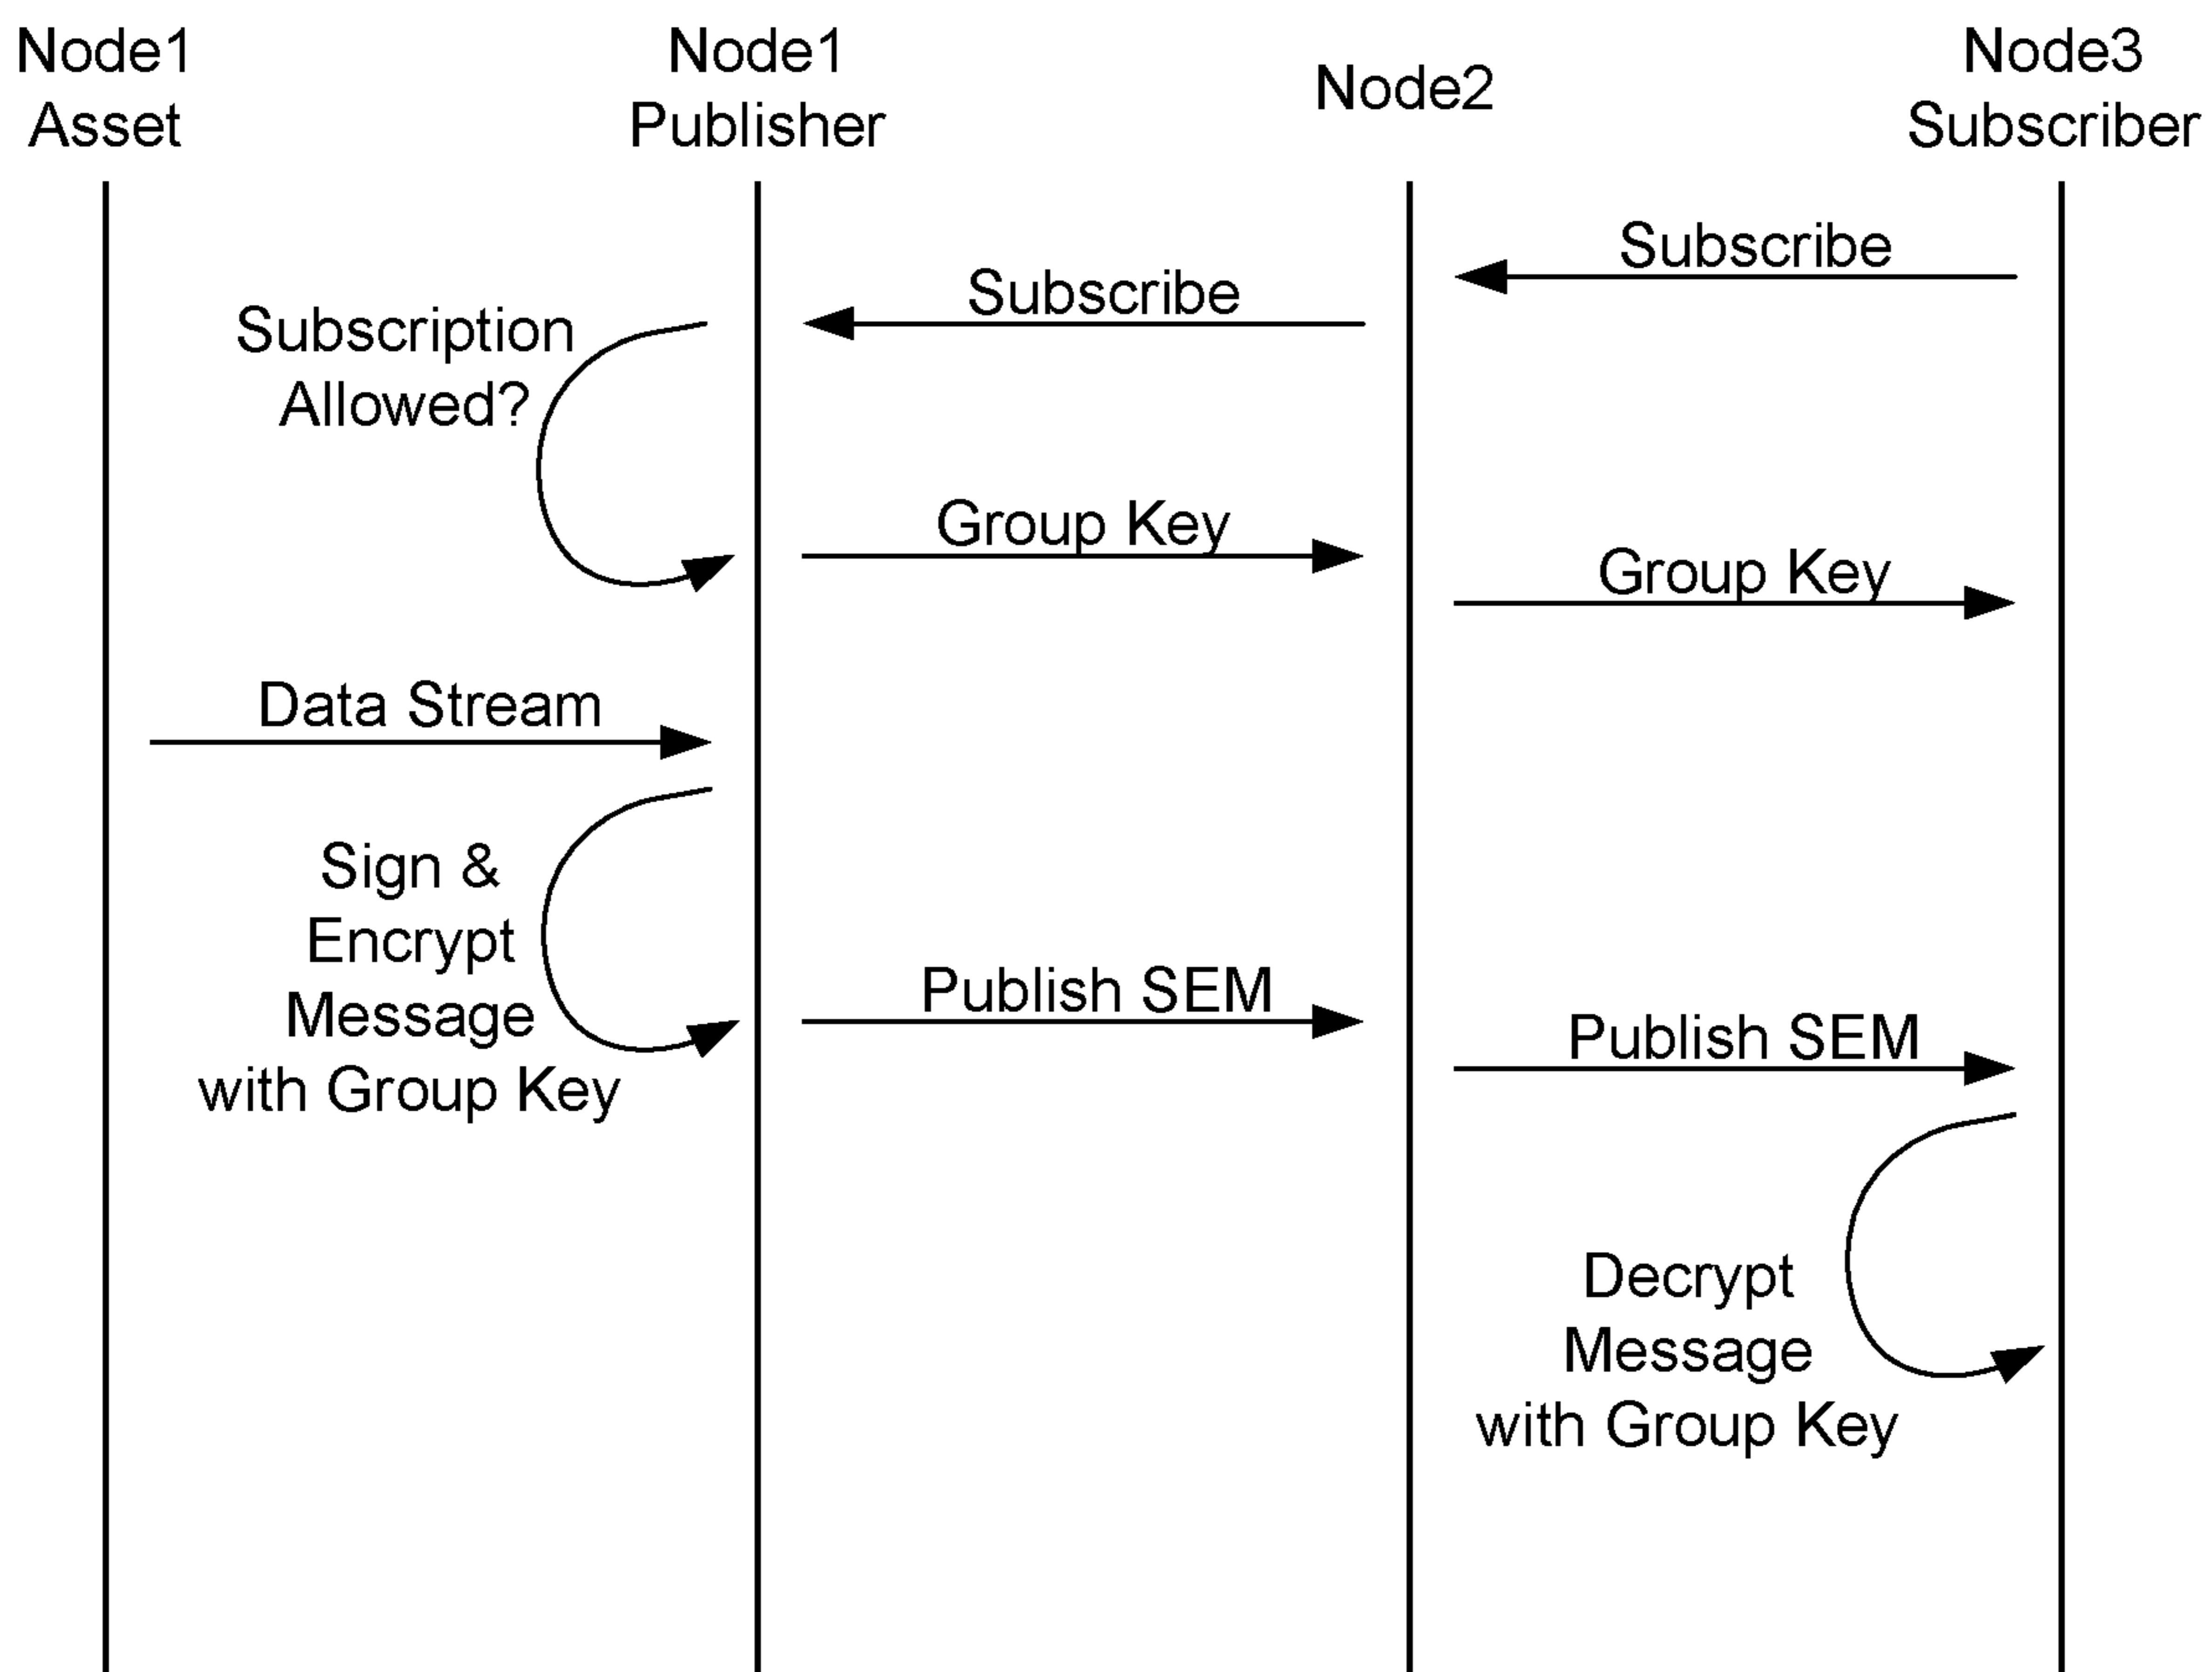 Node1
Asset
Node1
Publisher
Node2
Node3
Subscriber
Subscribe
Subscribe
Subscription
Allowed?
Group Key
Group Key
Data Stream
Sign &
Encrypt
Message
with Group Key
Publish SEM
Publish SEM
Decrypt
Message
with Group Key